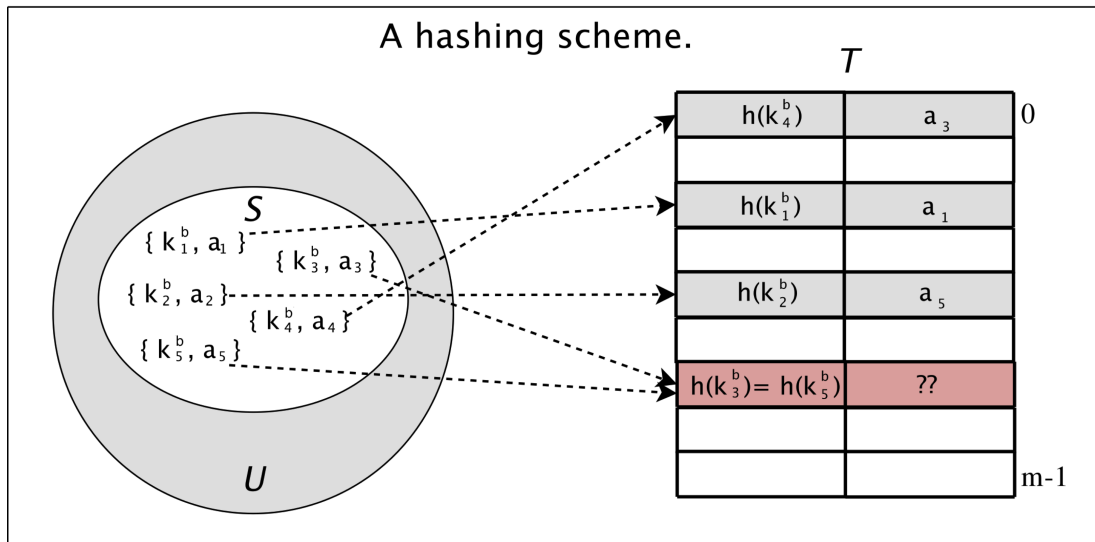 A hashing scheme.
T
h(k₄ᵇ) a₃ 0
S
h(k₁ᵇ) a₁
{ k₁ᵇ, a₁ }
{ k₃ᵇ, a₃}
{ k₂ᵇ, a₂ } h(k₂ᵇ) a₅
{ k₄ᵇ, a₄}
{ k₅ᵇ, a₅}
h(k₃ᵇ)= h(k₅ᵇ) ??
U
m-1